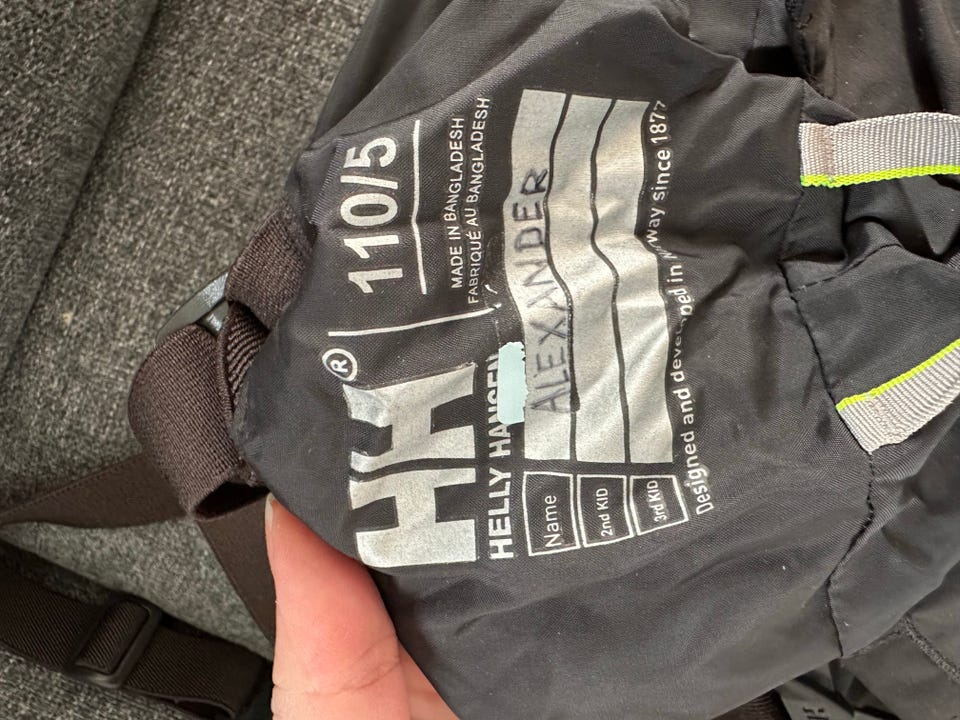 HH®
HELLY HANSEN
110/5
MADE IN BANGLADESH
FABRIQUÉ AU BANGLADESH
Name ALEXANDER
2nd KID
3rd KID
Designed and developed in Norway since 1877